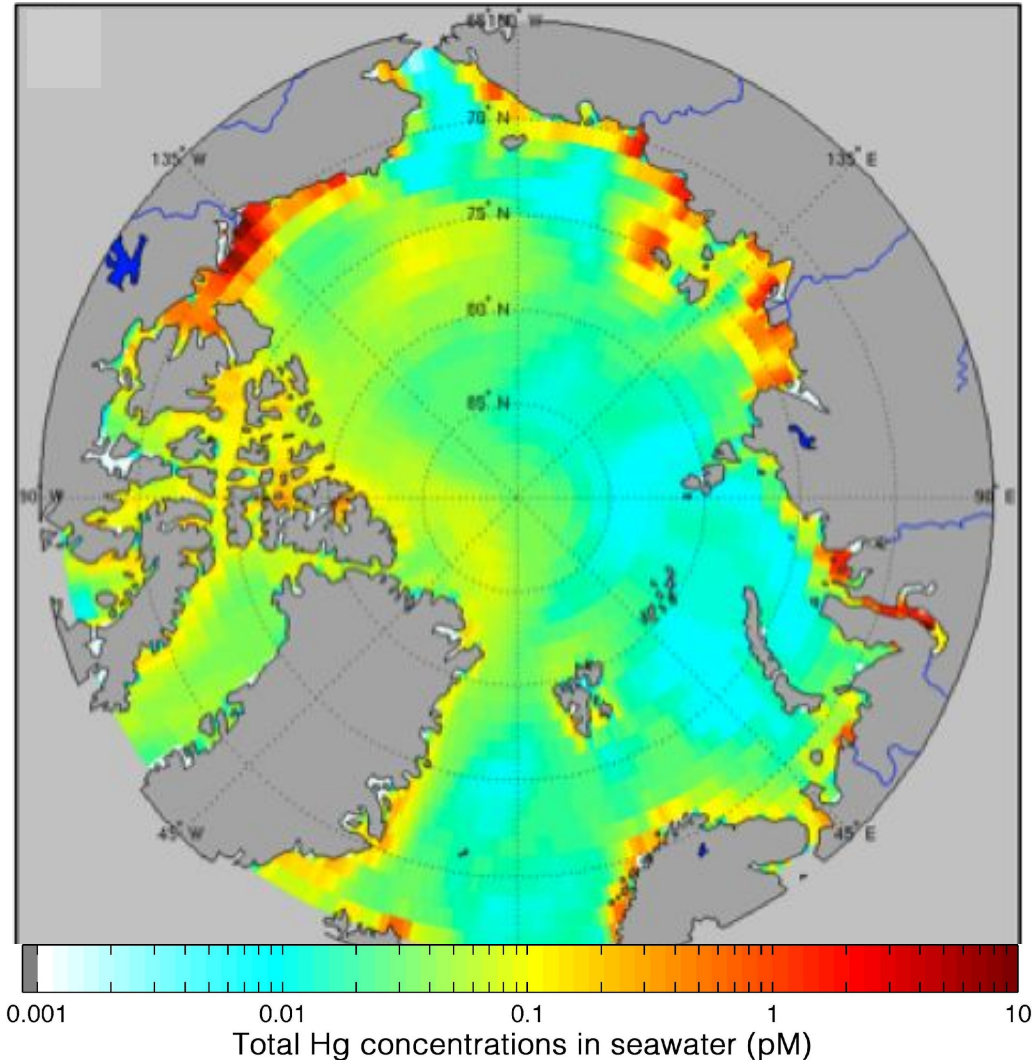 70° N
135° W
135° E
75° N
80° N
85° N
90° W
90° E
45° W
45° E
0.001 0.01 0.1 1 10
Total Hg concentrations in seawater (pM)